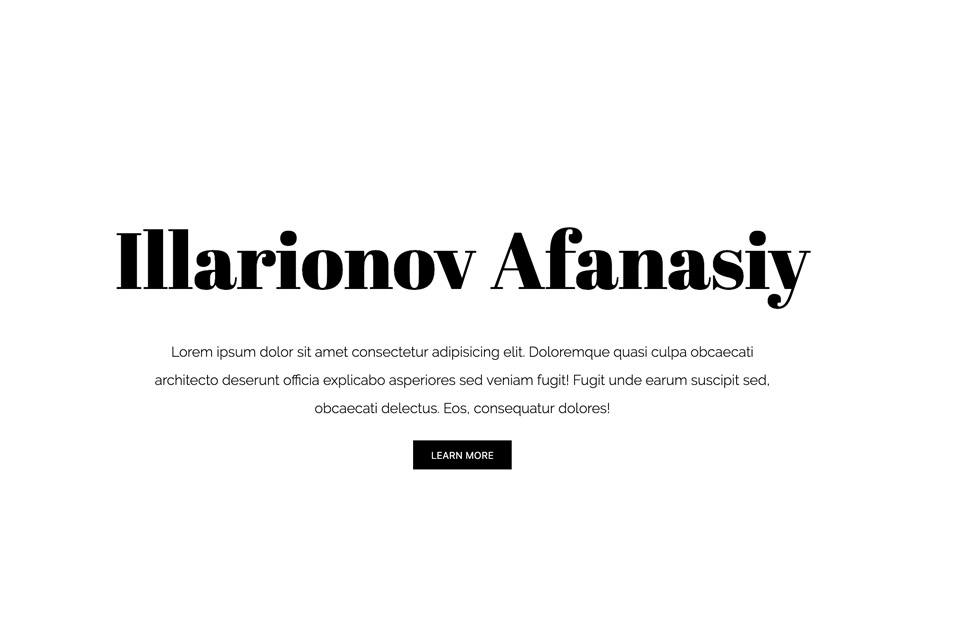 Illarionov Afanasiy
Lorem ipsum dolor sit amet consectetur adipisicing elit. Doloremque quasi culpa obcaecati
architecto deserunt officia explicabo asperiores sed veniam fugit! Fugit unde earum suscipit sed,
obcaecati delectus. Eos, consequatur dolores!
LEARN MORE